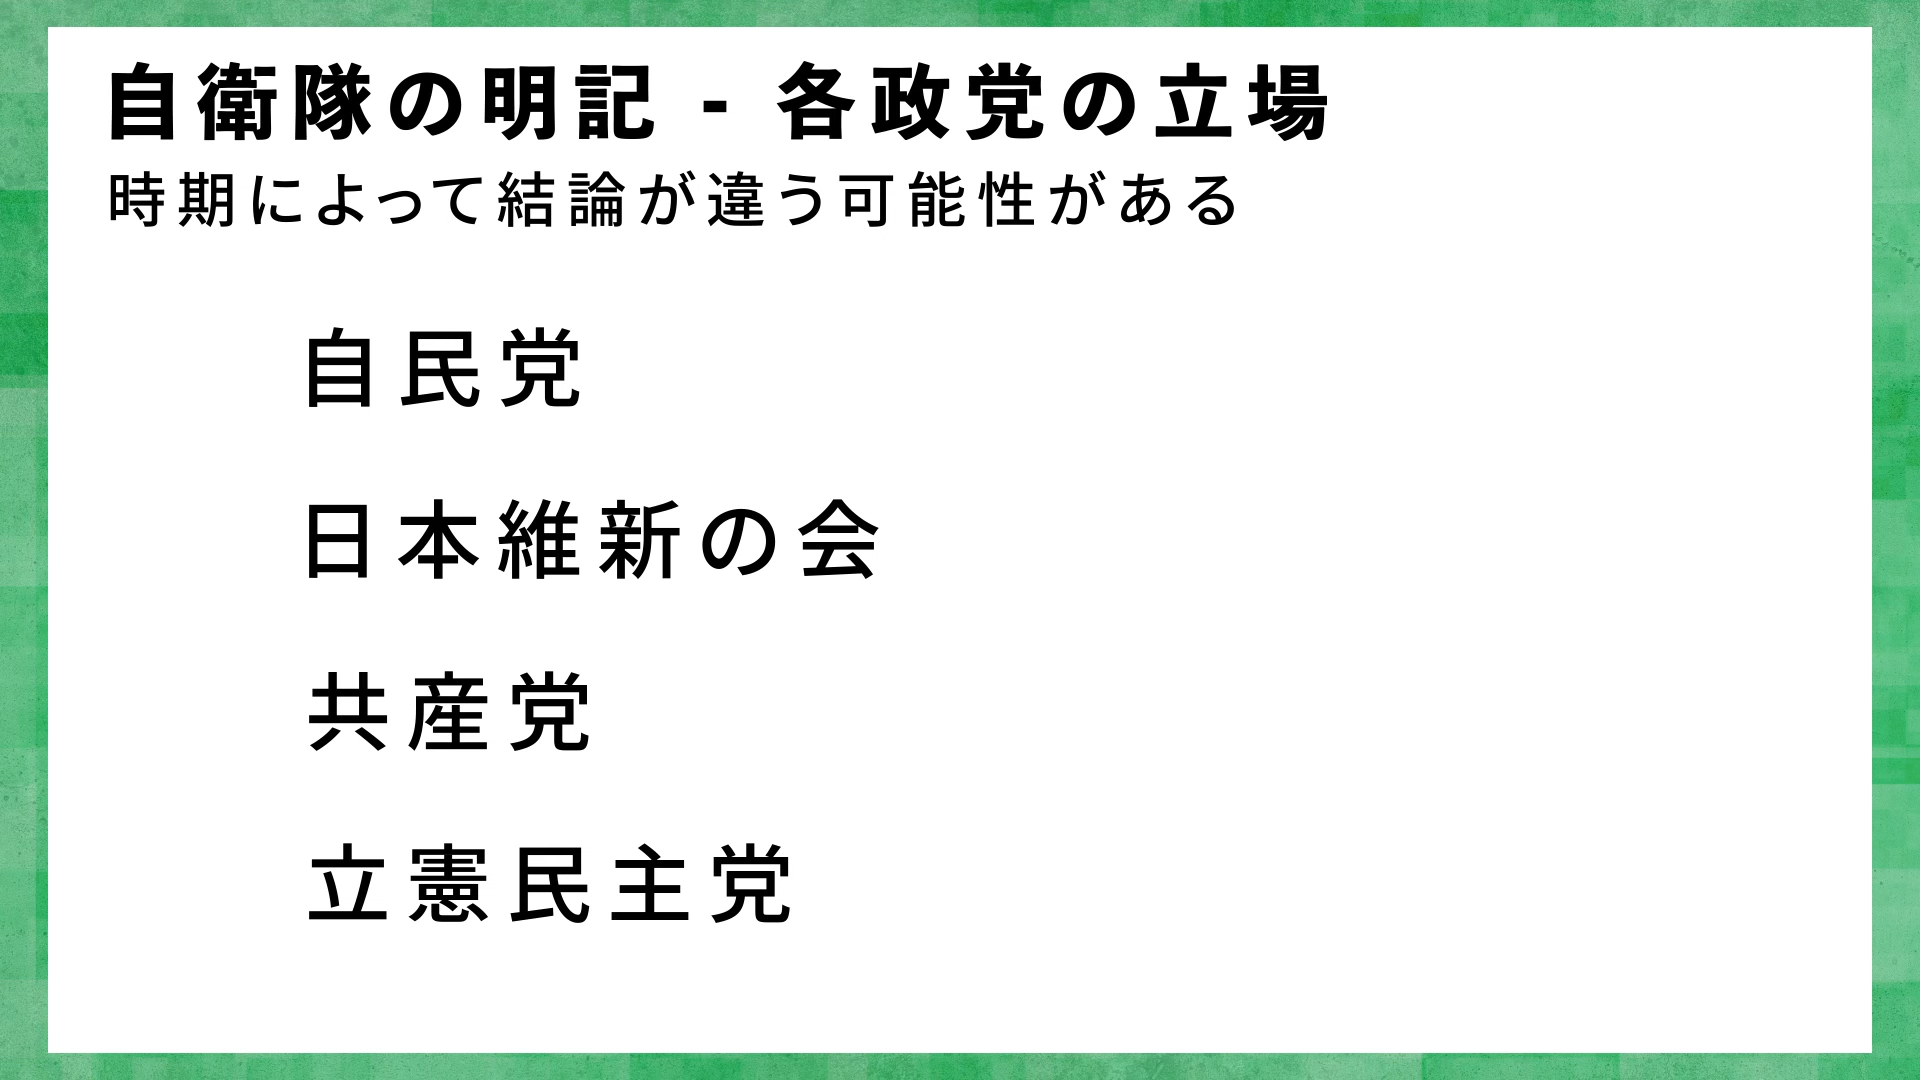 自衛隊の明記 - 各政党の立場
時期によって結論が違う可能性がある
自民党
日本維新の会
共産党
立憲民主党